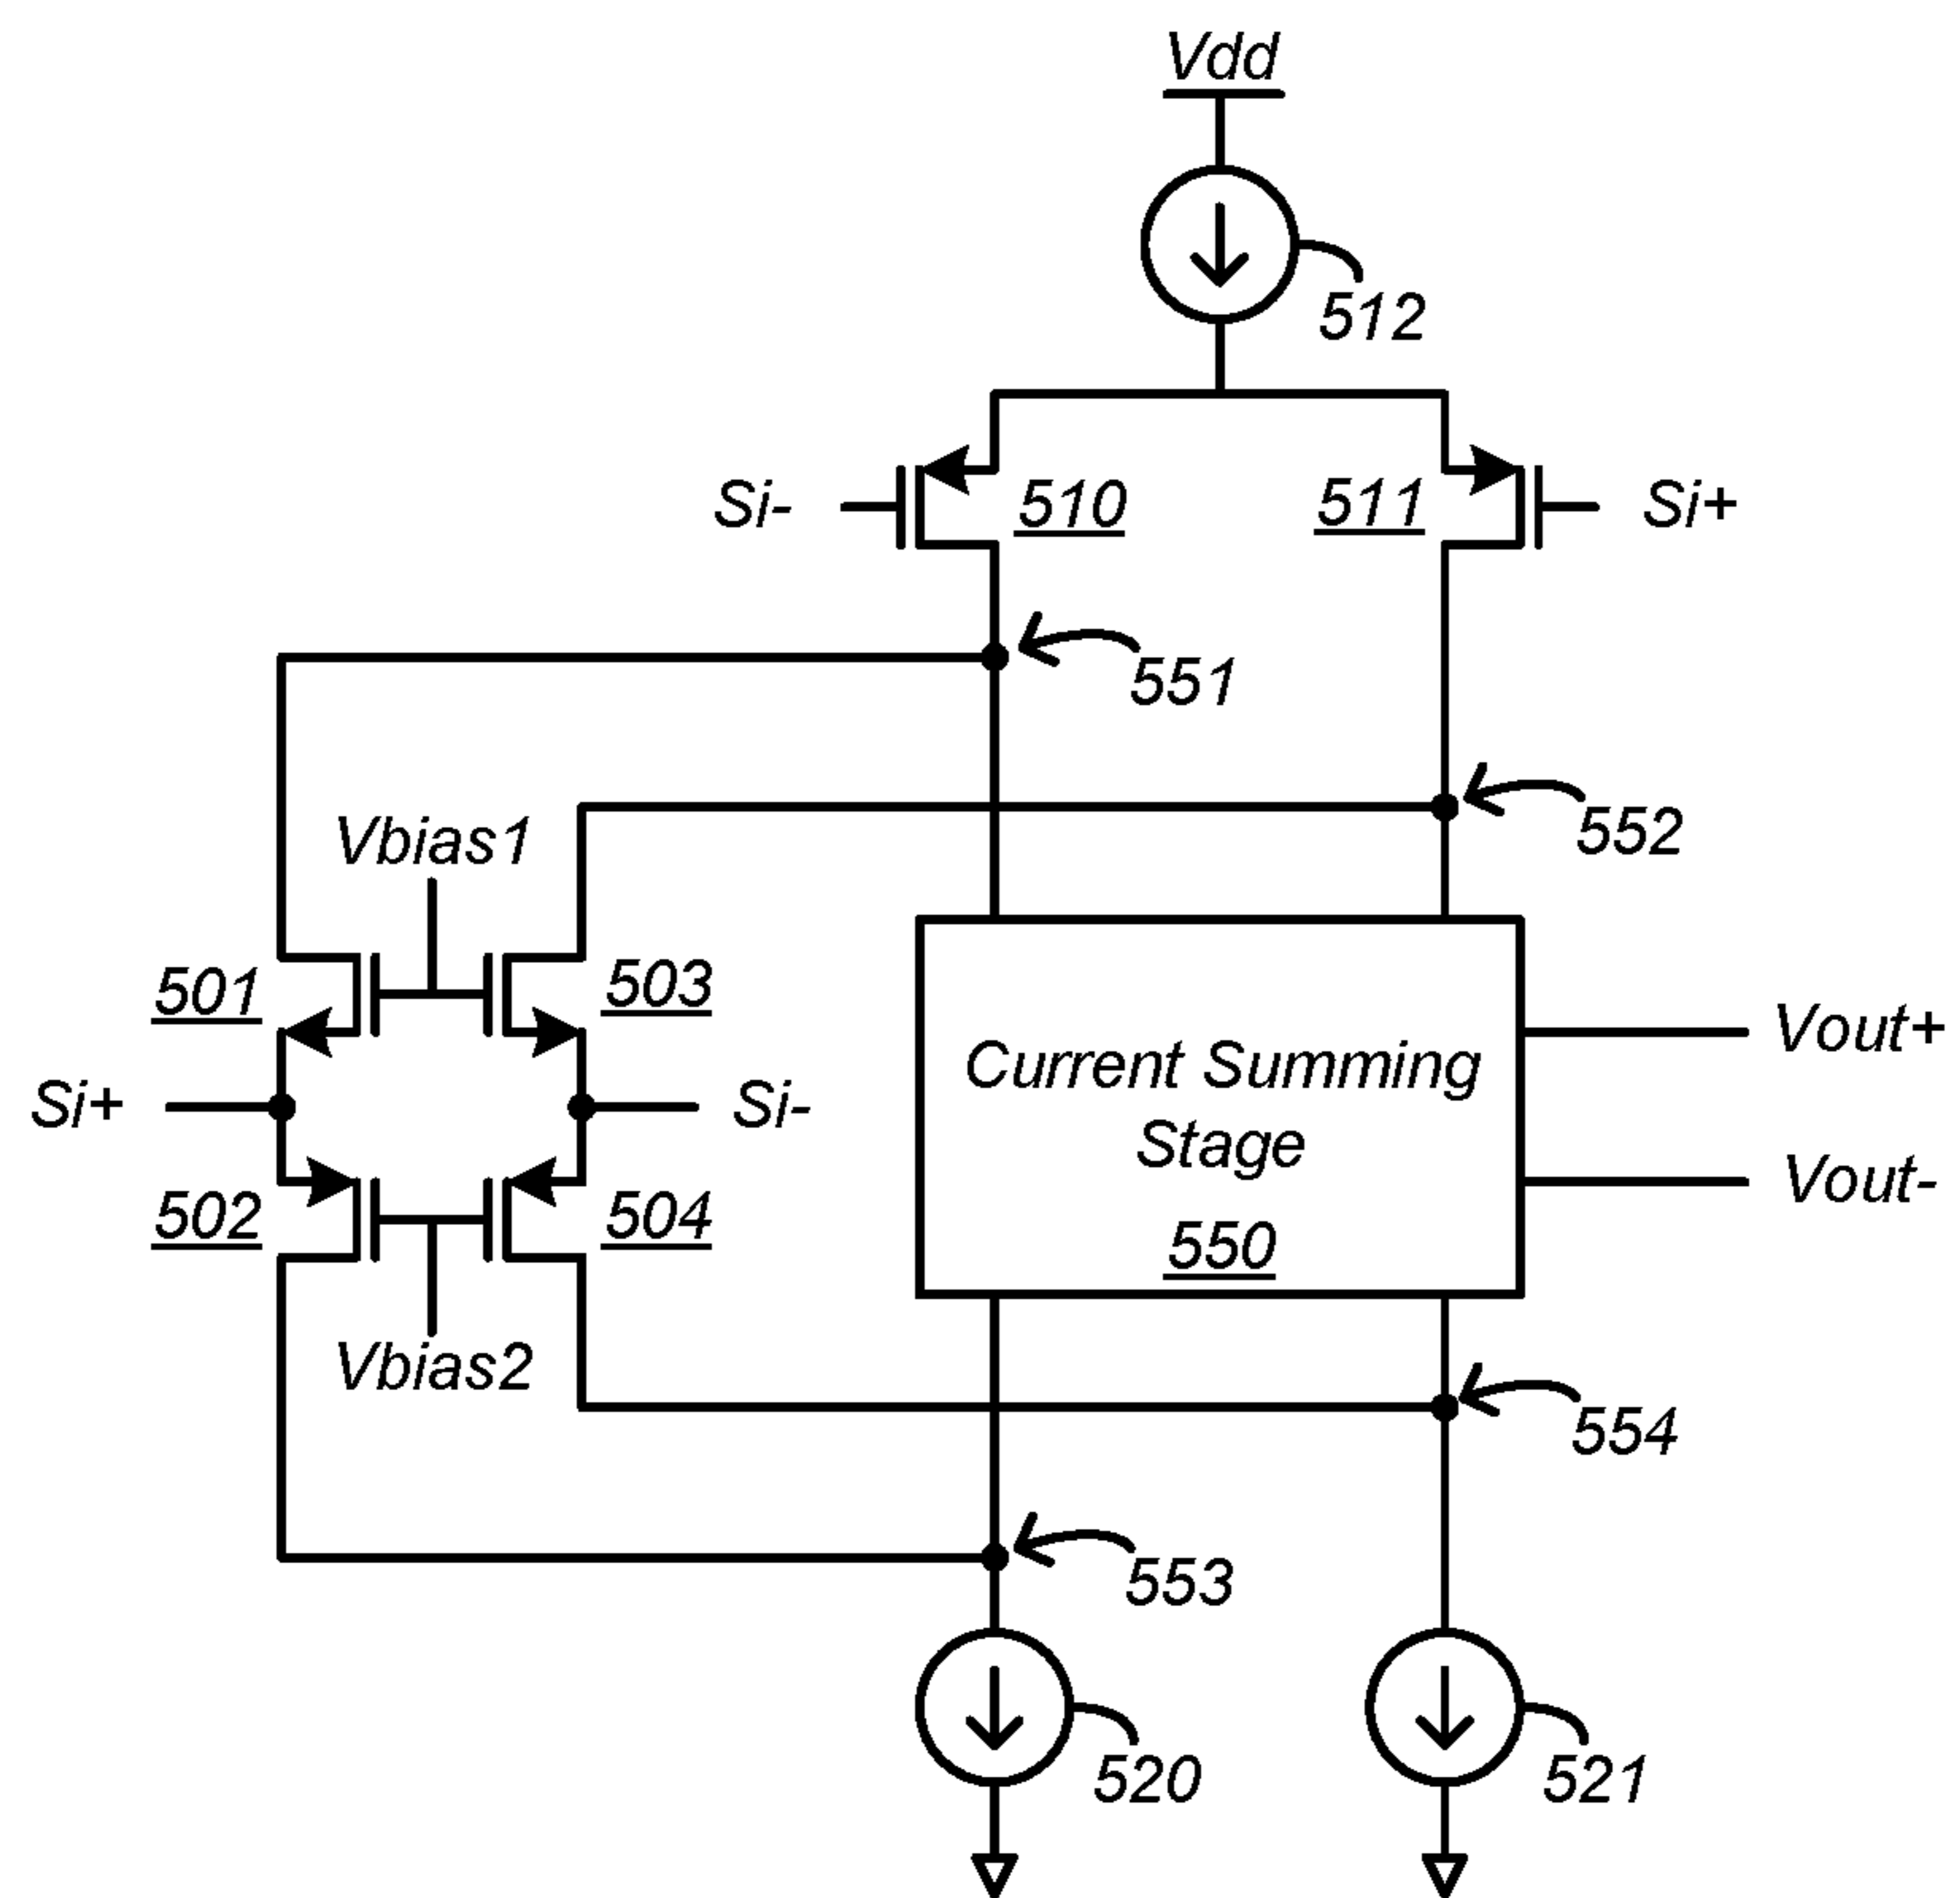 Vdd
512
Si-
510
511
Si+
551
552
Vbias1
501
503
Si+
Si-
502
504
Vbias2
Current Summing
Stage
550
Vout+
Vout-
554
553
520
521